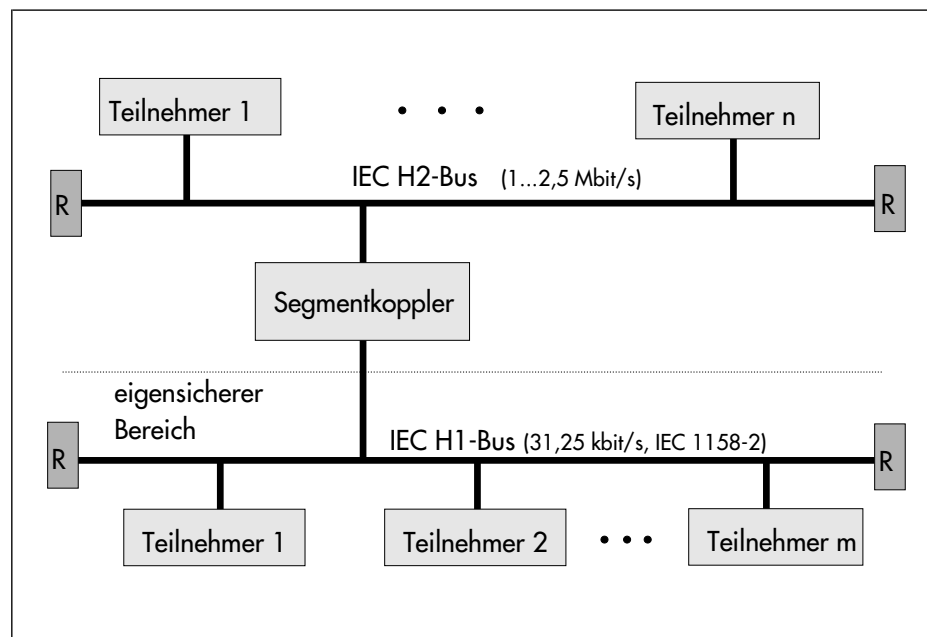 Teilnehmer 1
• • •
Teilnehmer n
IEC H2-Bus (1...2,5 Mbit/s)
R
R
Segmentkoppler
eigensicherer
Bereich
IEC H1-Bus (31,25 kbit/s, IEC 1158-2)
R
R
Teilnehmer 1
Teilnehmer 2
• • •
Teilnehmer m